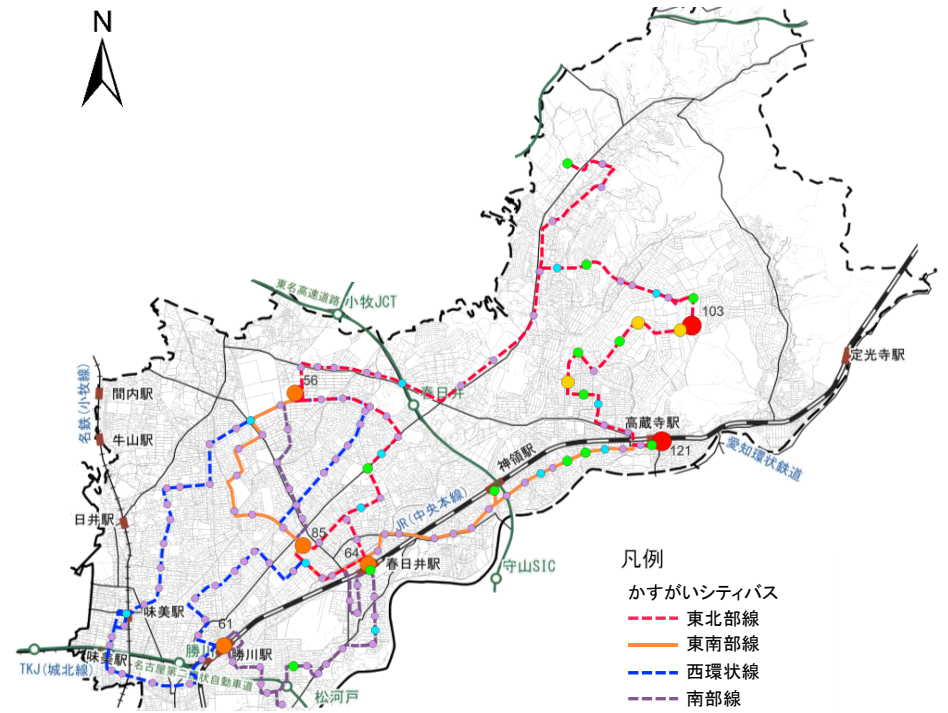 N
103
東名高速道路
小牧JCT
定光寺駅
56
春日井
名鉄(小牧線)
間内駅
高蔵寺駅
牛山駅
121
愛知環状鉄道
神領駅
JR(中央本線)
日井駅
85
64
春日井駅
守山SIC
凡例
かすがいシティバス
味美駅
東北部線
61
東南部線
勝川
味美駅
勝川駅
TKJ(城北線)
名古屋第二
状自動車道
西環状線
松河戸
南部線